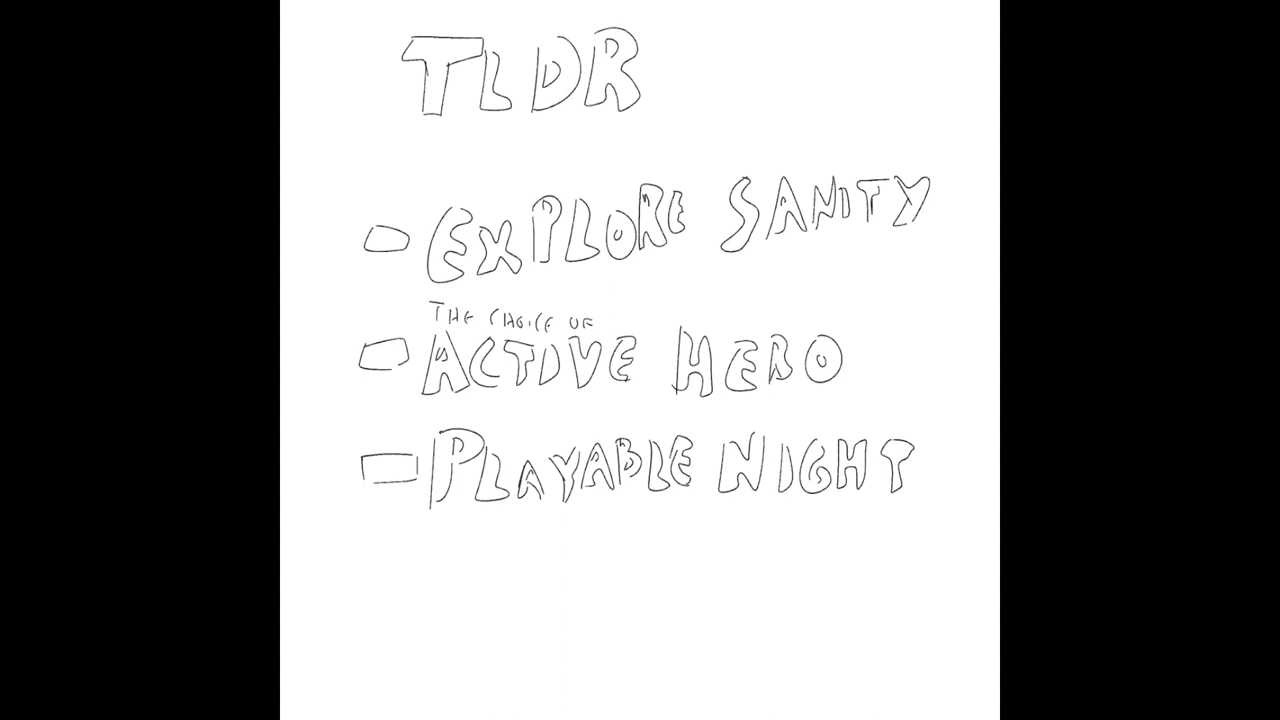 TLDR
- EXPLORE SANITY
THE CHOICE OF
- ACTIVE HERO
- PLAYABLE NIGHT